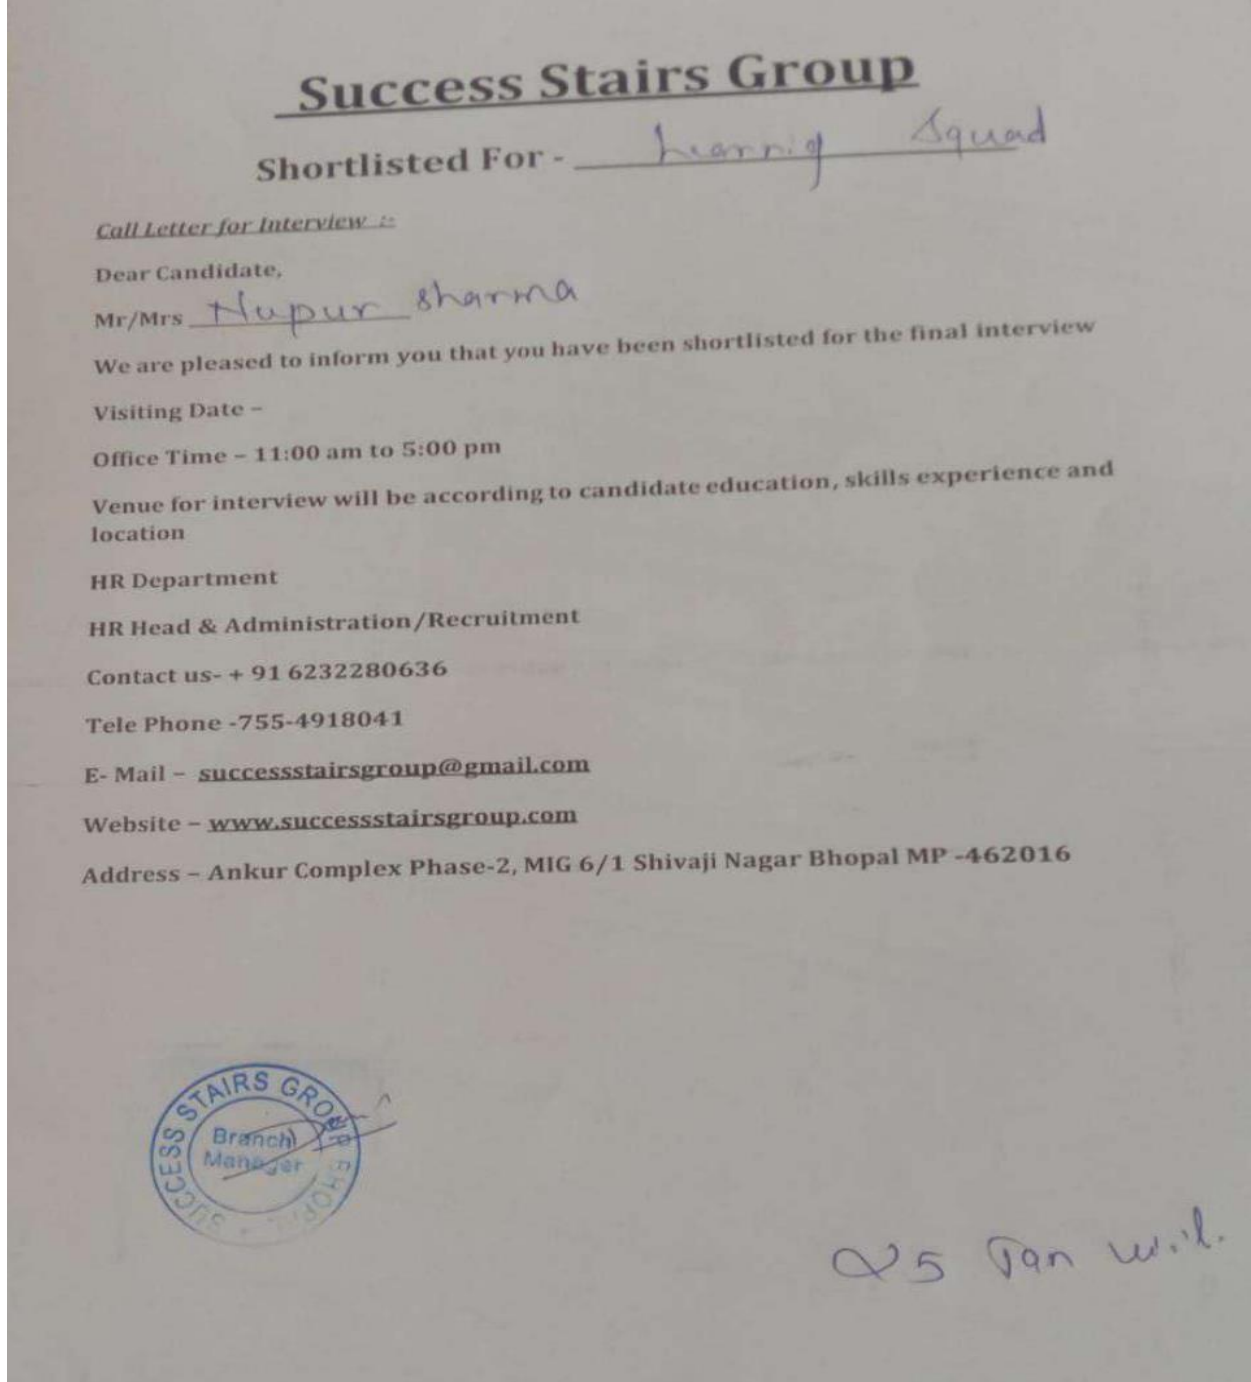 Success Stairs Group
Shortlisted For - Learnig Squad
Call Letter for Interview :-
Dear Candidate,
Mr/Mrs Nupur Sharma
We are pleased to inform you that you have been shortlisted for the final interview
Visiting Date –
Office Time – 11:00 am to 5:00 pm
Venue for interview will be according to candidate education, skills experience and
location
HR Department
HR Head & Administration/Recruitment
Contact us- + 91 6232280636
Tele Phone -755-4918041
E- Mail – successstairsgroup@gmail.com
Website – www.successstairsgroup.com
Address – Ankur Complex Phase-2, MIG 6/1 Shivaji Nagar Bhopal MP -462016
SUCCESS STAIRS GROUP BHOPAL
Branch
Manager
25 Jan